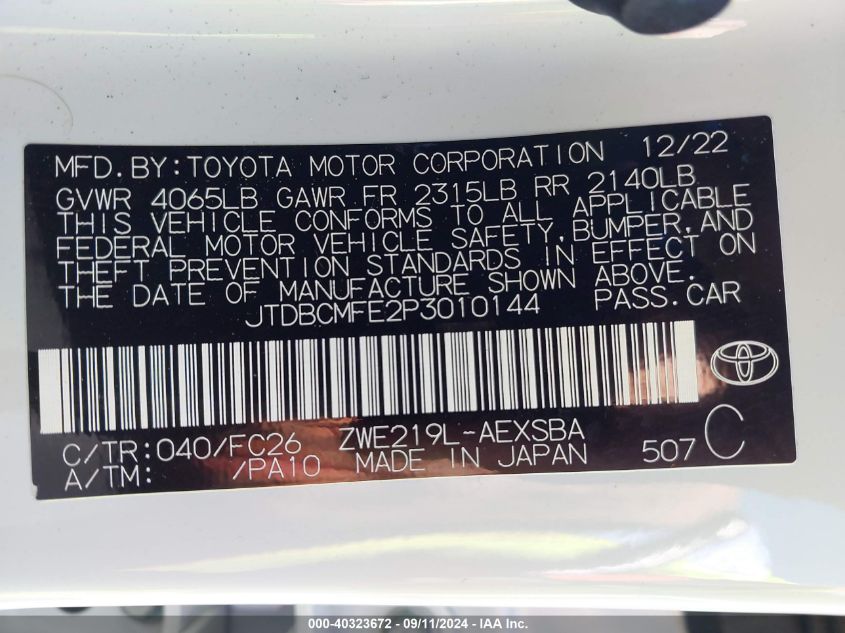 MFD. BY: TOYOTA MOTOR CORPORATION 12/22
GVWR 4065LB GAWR FR 2315LB RR 2140LB
THIS VEHICLE CONFORMS TO ALL APPLICABLE
FEDERAL MOTOR VEHICLE SAFETY, BUMPER, AND
THEFT PREVENTION STANDARDS IN EFFECT ON
THE DATE OF MANUFACTURE SHOWN ABOVE.
JTDBCMFE2P3010144 PASS.CAR
C/TR: 040/FC26 ZWE219L-AEXSBA
A/TM: /PA10 MADE IN JAPAN 507 C
000-40323672 - 09/11/2024 - IAA Inc.